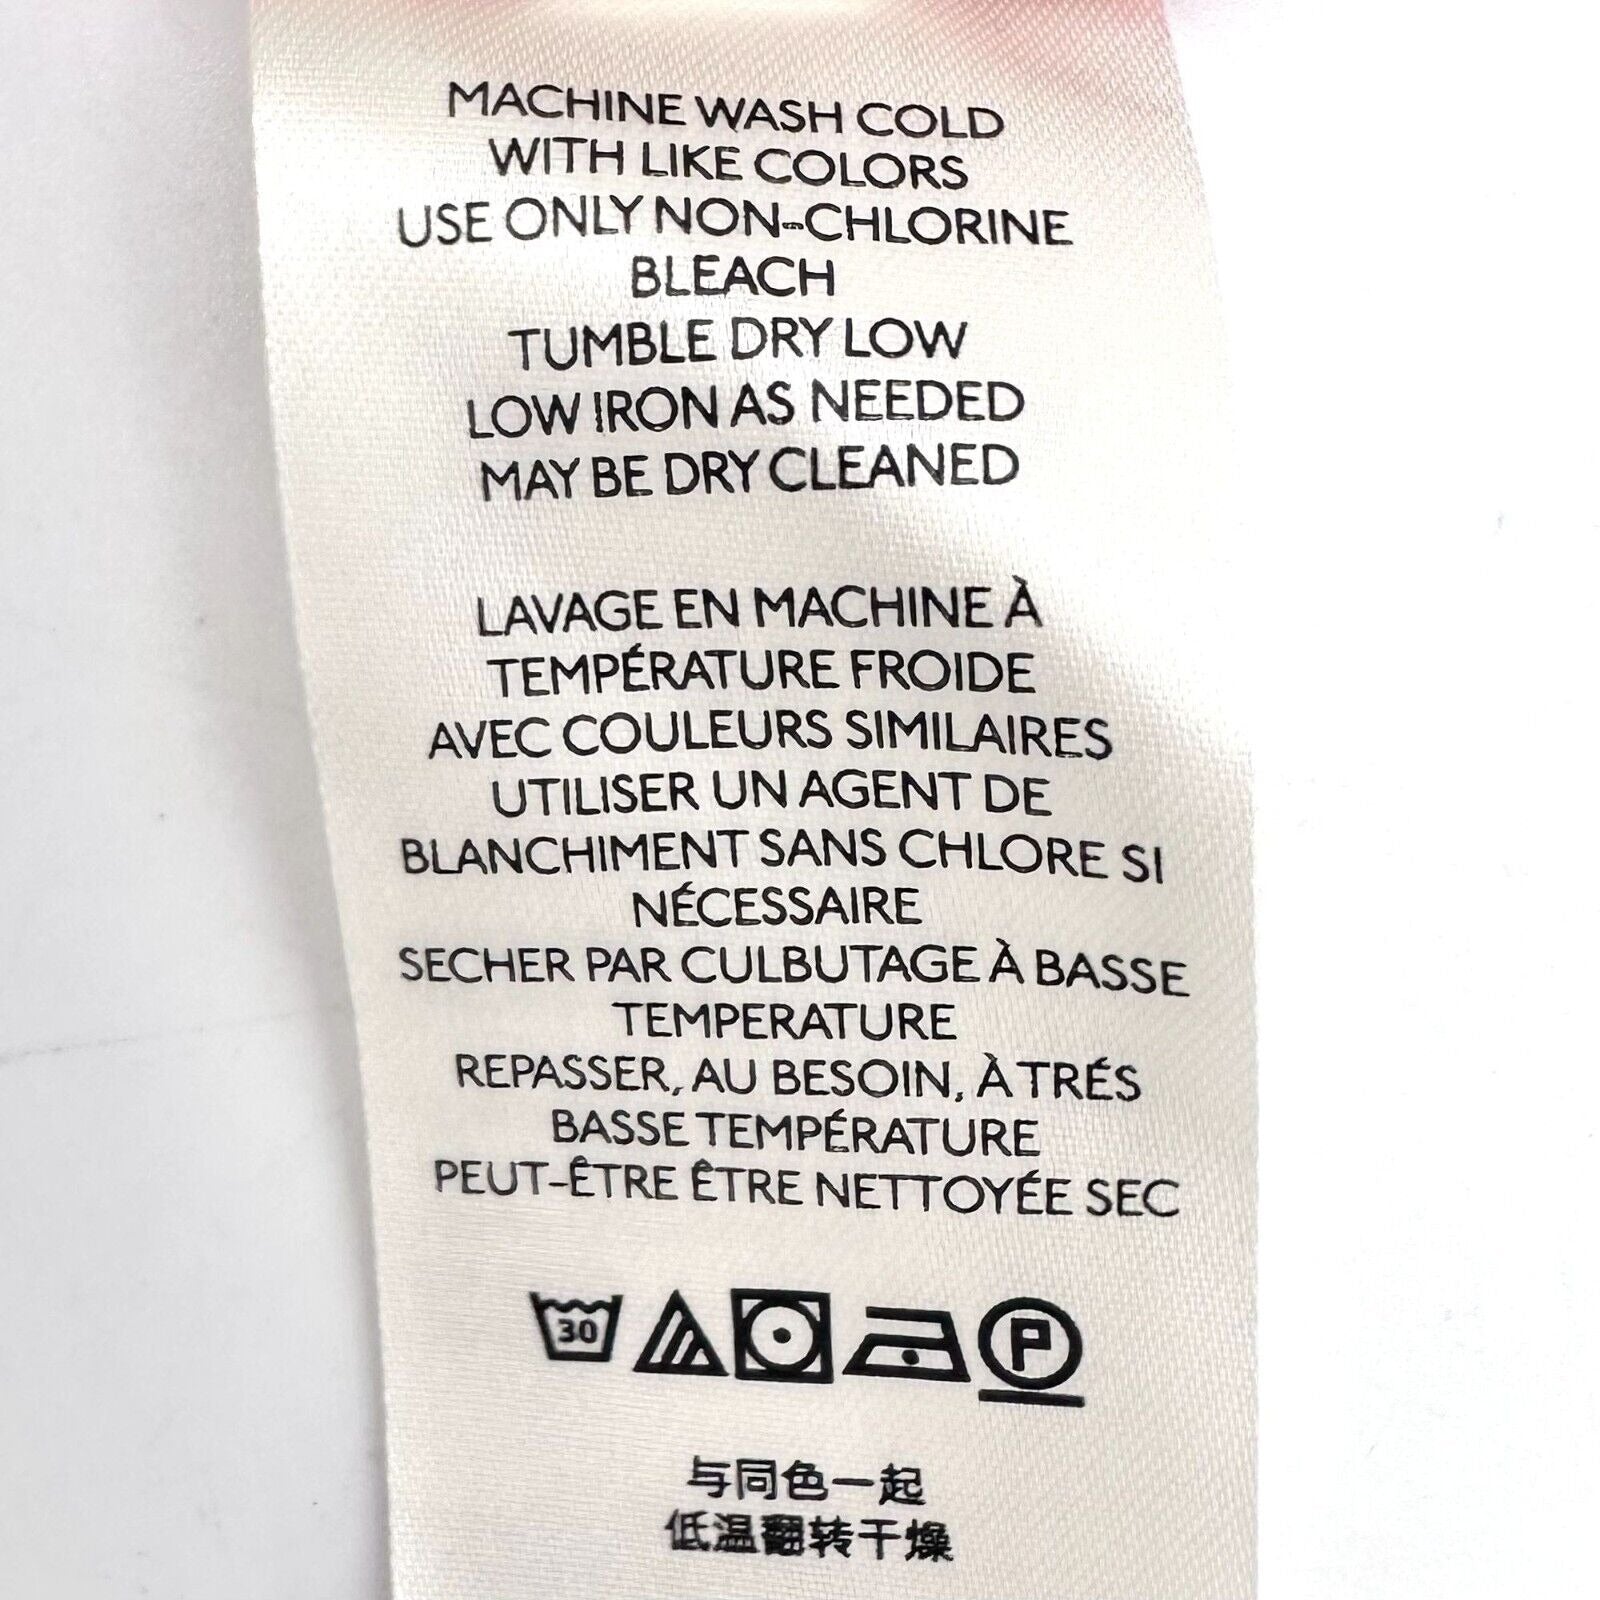 MACHINE WASH COLD
WITH LIKE COLORS
USE ONLY NON-CHLORINE
BLEACH
TUMBLE DRY LOW
LOW IRON AS NEEDED
MAY BE DRY CLEANED
LAVAGE EN MACHINE À
TEMPÉRATURE FROIDE
AVEC COULEURS SIMILAIRES
UTILISER UN AGENT DE
BLANCHIMENT SANS CHLORE SI
NÉCESSAIRE
SECHER PAR CULBUTAGE À BASSE
TEMPERATURE
REPASSER, AU BESOIN, À TRÉS
BASSE TEMPÉRATURE
PEUT-ÊTRE ÊTRE NETTOYÉE SEC
30 P
与同色一起
低温翻转干燥